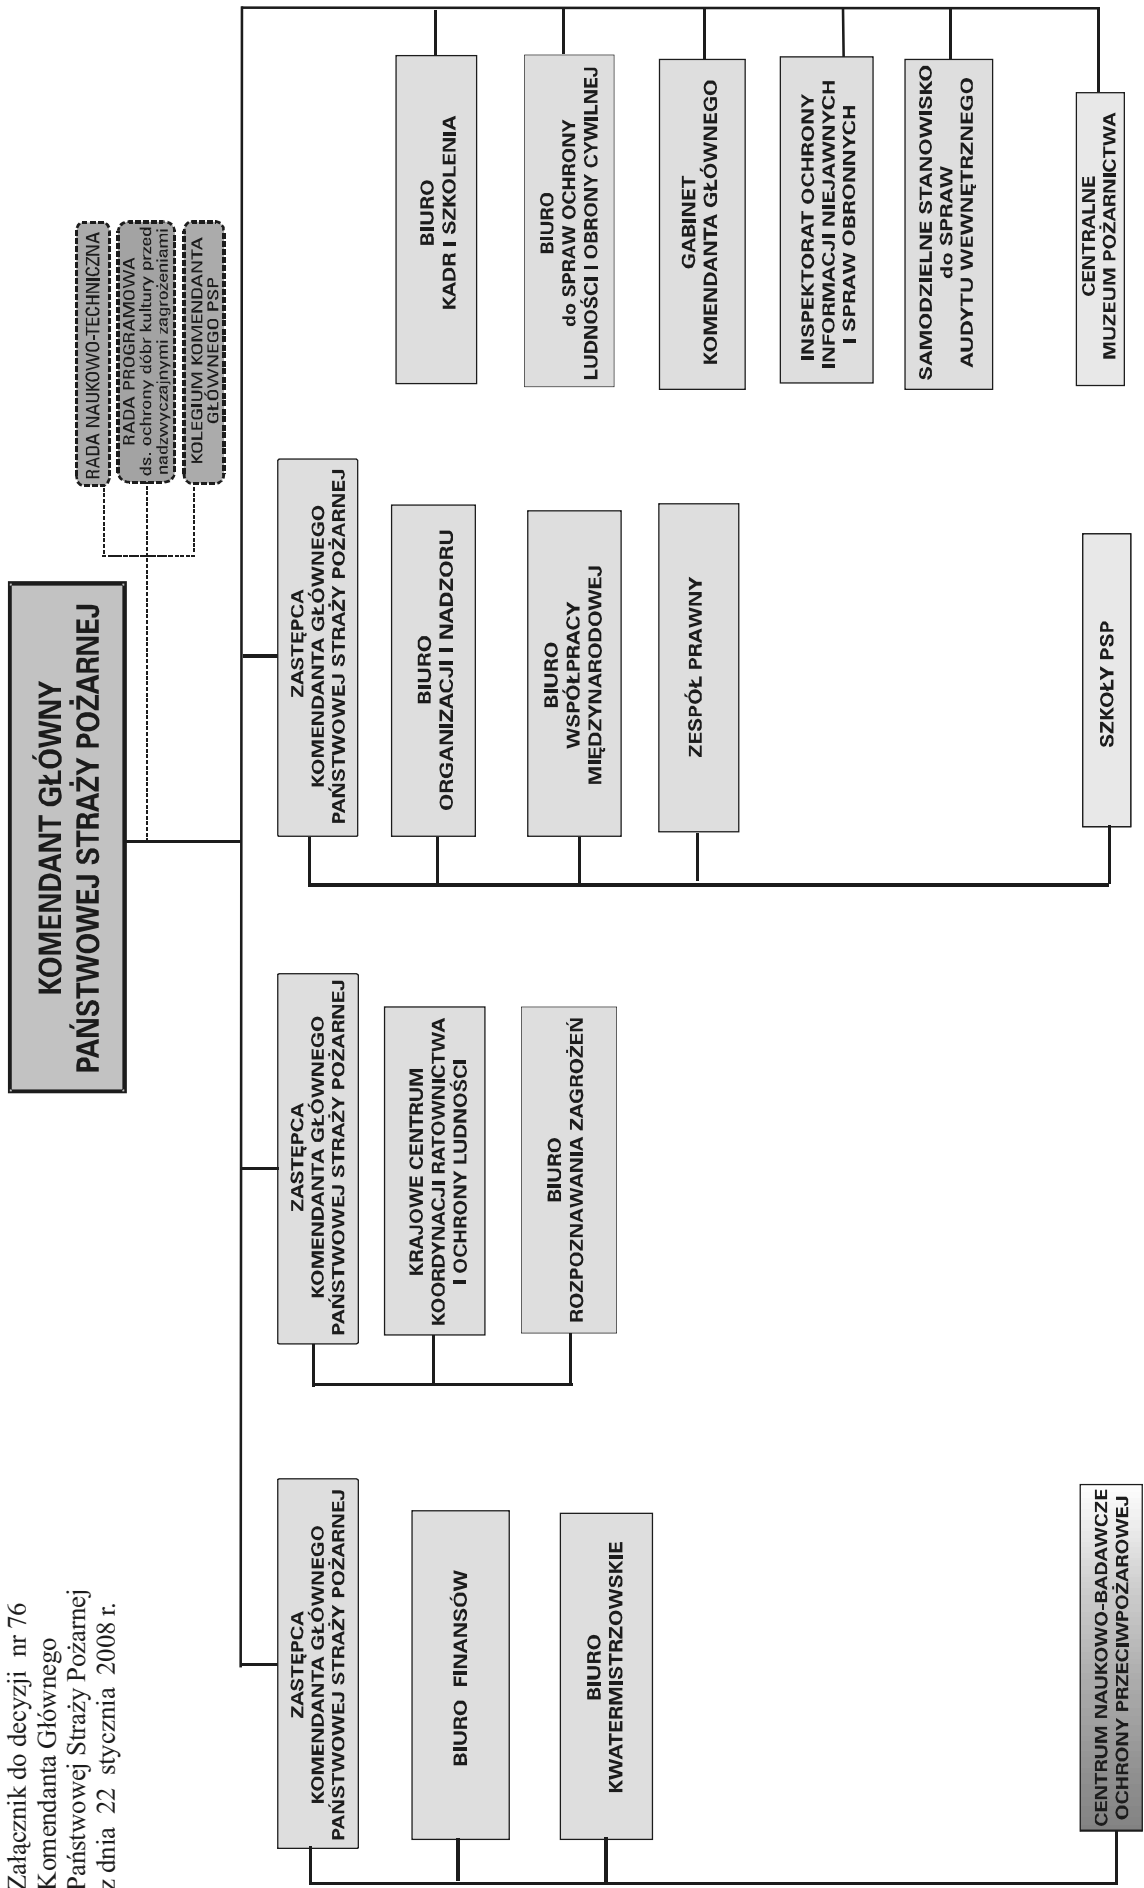 Załącznik do decyzji nr 76
Komendanta Głównego
Państwowej Straży Pożarnej
z dnia 22 stycznia 2008 r.
KOMENDANT GŁÓWNY
PAŃSTWOWEJ STRAŻY POŻARNEJ
RADA NAUKOWO-TECHNICZNA
RADA PROGRAMOWA
ds. ochrony dóbr kultury przed
nadzwyczajnymi zagrożeniami
KOLEGIUM KOMENDANTA
GŁÓWNEGO PSP
ZASTĘPCA
KOMENDANTA GŁÓWNEGO
PAŃSTWOWEJ STRAŻY POŻARNEJ
BIURO FINANSÓW
BIURO
KWATERMISTRZOWSKIE
CENTRUM NAUKOWO-BADAWCZE
OCHRONY PRZECIWPOŻAROWEJ
ZASTĘPCA
KOMENDANTA GŁÓWNEGO
PAŃSTWOWEJ STRAŻY POŻARNEJ
KRAJOWE CENTRUM
KOORDYNACJI RATOWNICTWA
I OCHRONY LUDNOŚCI
BIURO
ROZPOZNAWANIA ZAGROŻEŃ
ZASTĘPCA
KOMENDANTA GŁÓWNEGO
PAŃSTWOWEJ STRAŻY POŻARNEJ
BIURO
ORGANIZACJI I NADZORU
BIURO
WSPÓŁPRACY
MIĘDZYNARODOWEJ
ZESPÓŁ PRAWNY
SZKOŁY PSP
BIURO
KADR I SZKOLENIA
BIURO
do SPRAW OCHRONY
LUDNOŚCI I OBRONY CYWILNEJ
GABINET
KOMENDANTA GŁÓWNEGO
INSPEKTORAT OCHRONY
INFORMACJI NIEJAWNYCH
I SPRAW OBRONNYCH
SAMODZIELNE STANOWISKO
do SPRAW
AUDYTU WEWNĘTRZNEGO
CENTRALNE
MUZEUM POŻARNICTWA